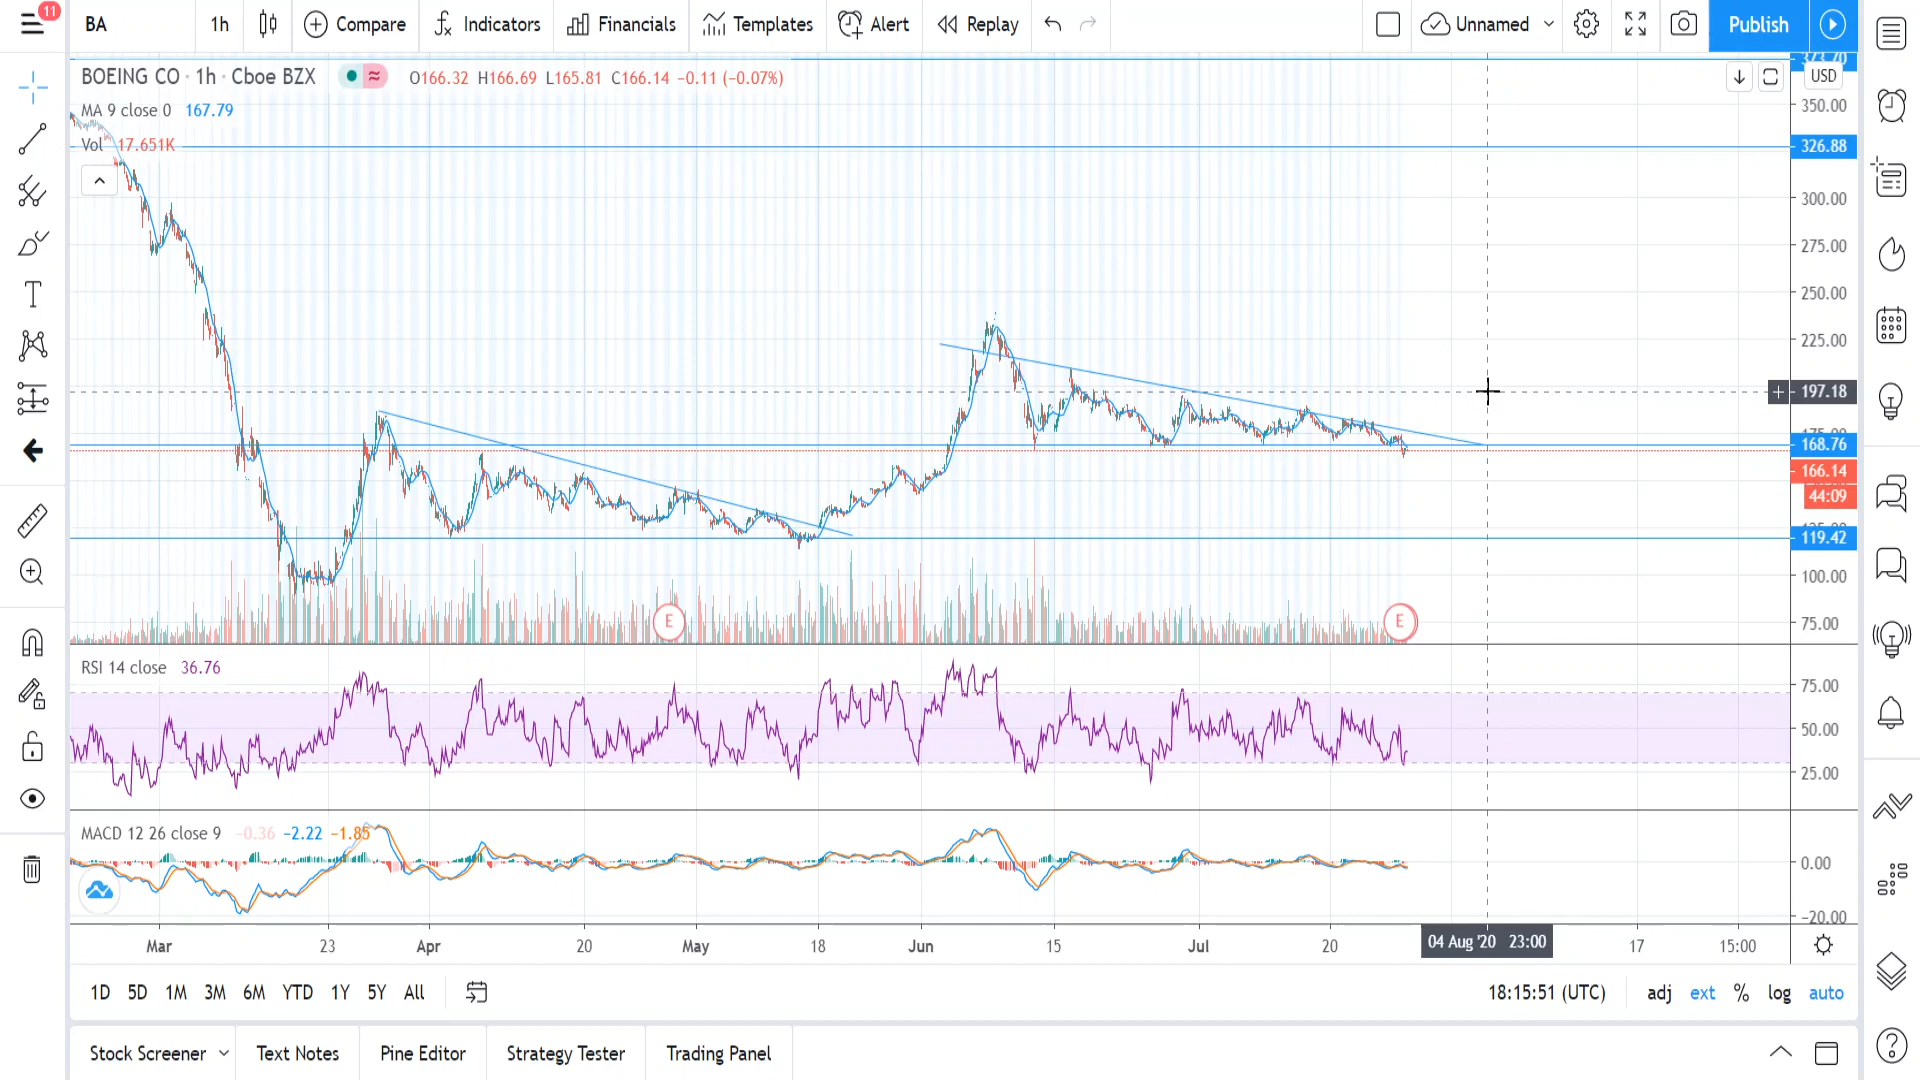 11
BA
1h
Compare
Indicators
Financials
Templates
Alert
Replay
Unnamed
Publish
BOEING CO · 1h · Cboe BZX
O166.32 H166.69 L165.81 C166.14 −0.11 (−0.07%)
MA 9 close 0 167.79
Vol 17.651K
USD
373.70
350.00
326.88
300.00
275.00
250.00
225.00
197.18
175.00
168.76
166.14
44:09
125.00
119.42
100.00
75.00
E
E
RSI 14 close 36.76
75.00
50.00
25.00
MACD 12 26 close 9 −0.36 −2.22 −1.85
0.00
−20.00
Mar 23 Apr 20 May 18 Jun 15 Jul 20 04 Aug '20 23:00 17 15:00
1D 5D 1M 3M 6M YTD 1Y 5Y All
18:15:51 (UTC) adj ext % log auto
Stock Screener Text Notes Pine Editor Strategy Tester Trading Panel